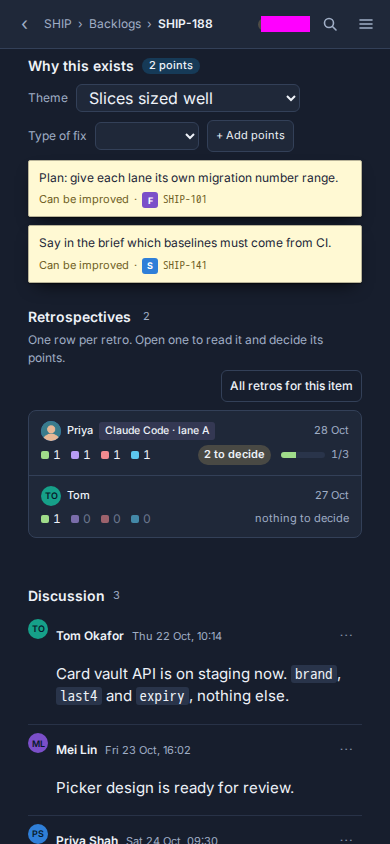 SHIP › Backlogs › SHIP-188
Why this exists 2 points
Theme Slices sized well
Type of fix + Add points
Plan: give each lane its own migration number range.
Can be improved · F SHIP-101
Say in the brief which baselines must come from CI.
Can be improved · S SHIP-141
Retrospectives 2
One row per retro. Open one to read it and decide its
points.
All retros for this item
Priya Claude Code · lane A 28 Oct
1 1 1 1 2 to decide 1/3
TO Tom 27 Oct
1 0 0 0 nothing to decide
Discussion 3
TO Tom Okafor Thu 22 Oct, 10:14 ...
Card vault API is on staging now. brand,
last4 and expiry, nothing else.
ML Mei Lin Fri 23 Oct, 16:02 ...
Picker design is ready for review.
PS Priya Shah Sat 24 Oct, 09:30 ...